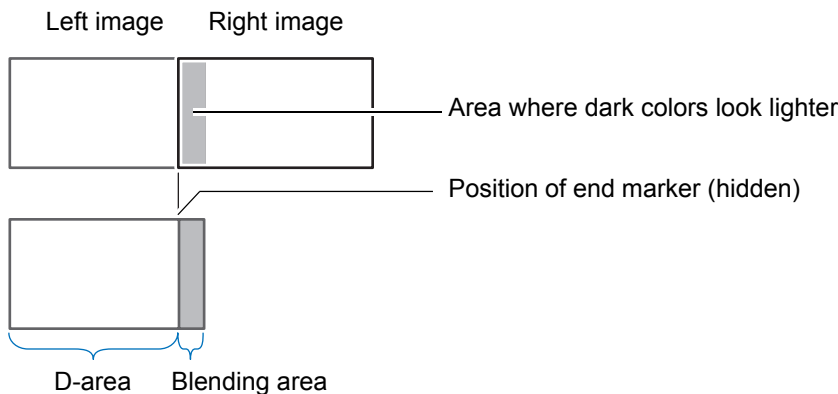 Left image
Right image
Area where dark colors look lighter
Position of end marker (hidden)
D-area
Blending area